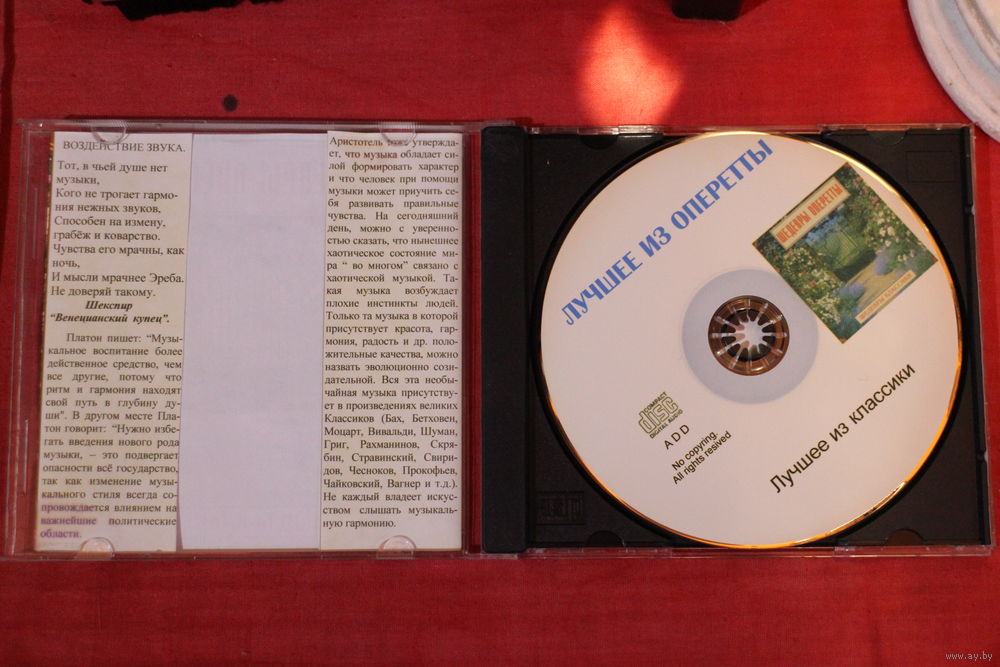 ВОЗДЕЙСТВИЕ ЗВУКА.
Тот, в чьей душе нет
музыки,
Кого не трогает гармо-
ния нежных звуков,
Способен на измену,
грабёж и коварство.
Чувства его мрачны, как
ночь,
И мысли мрачнее Эреба.
Не доверяй такому.
Шекспир
“Венецианский купец”.
Платон пишет: “Музы-
кальное воспитание более
действенное средство, чем
все другие, потому что
ритм и гармония находят
свой путь в глубину ду-
ши". В другом месте Пла-
тон говорит: “Нужно избе-
гать введения нового рода
музыки, – это подвергает
опасности всё государство,
так как изменение музы-
кального стиля всегда со-
провождается влиянием на
важнейшие политические
области.
Аристотель утвержда-
ет, что музыка обладает си-
лой формировать характер
и что человек при помощи
музыки может приучить се-
бя развивать правильные
чувства. На сегодняшний
день, можно с уверенно-
стью сказать, что нынешнее
хаотическое состояние ми-
ра “ во многом” связано с
хаотической музыкой. Та-
кая музыка возбуждает
плохие инстинкты людей.
Только та музыка в которой
присутствует красота, гар-
мония, радость и др. поло-
жительные качества, можно
назвать эволюционно сози-
дательной. Вся эта необы-
чайная музыка присутству-
ет в произведениях великих
Классиков (Бах, Бетховен,
Моцарт, Вивальди, Шуман,
Григ, Рахманинов, Скря-
бин, Стравинский, Свири-
дов, Чесноков, Прокофьев,
Чайковский, Вагнер и т.д.).
Не каждый владеет искус-
ством слышать музыкаль-
ную гармонию.
ЛУЧШЕЕ ИЗ ОПЕРЕТТЫ
ШЕДЕВРЫ ОПЕРЕТТЫ
COMPACT
disc
DIGITAL AUDIO
A D D
No copyring.
All rights resived
Лучшее из классики
www.ay.by